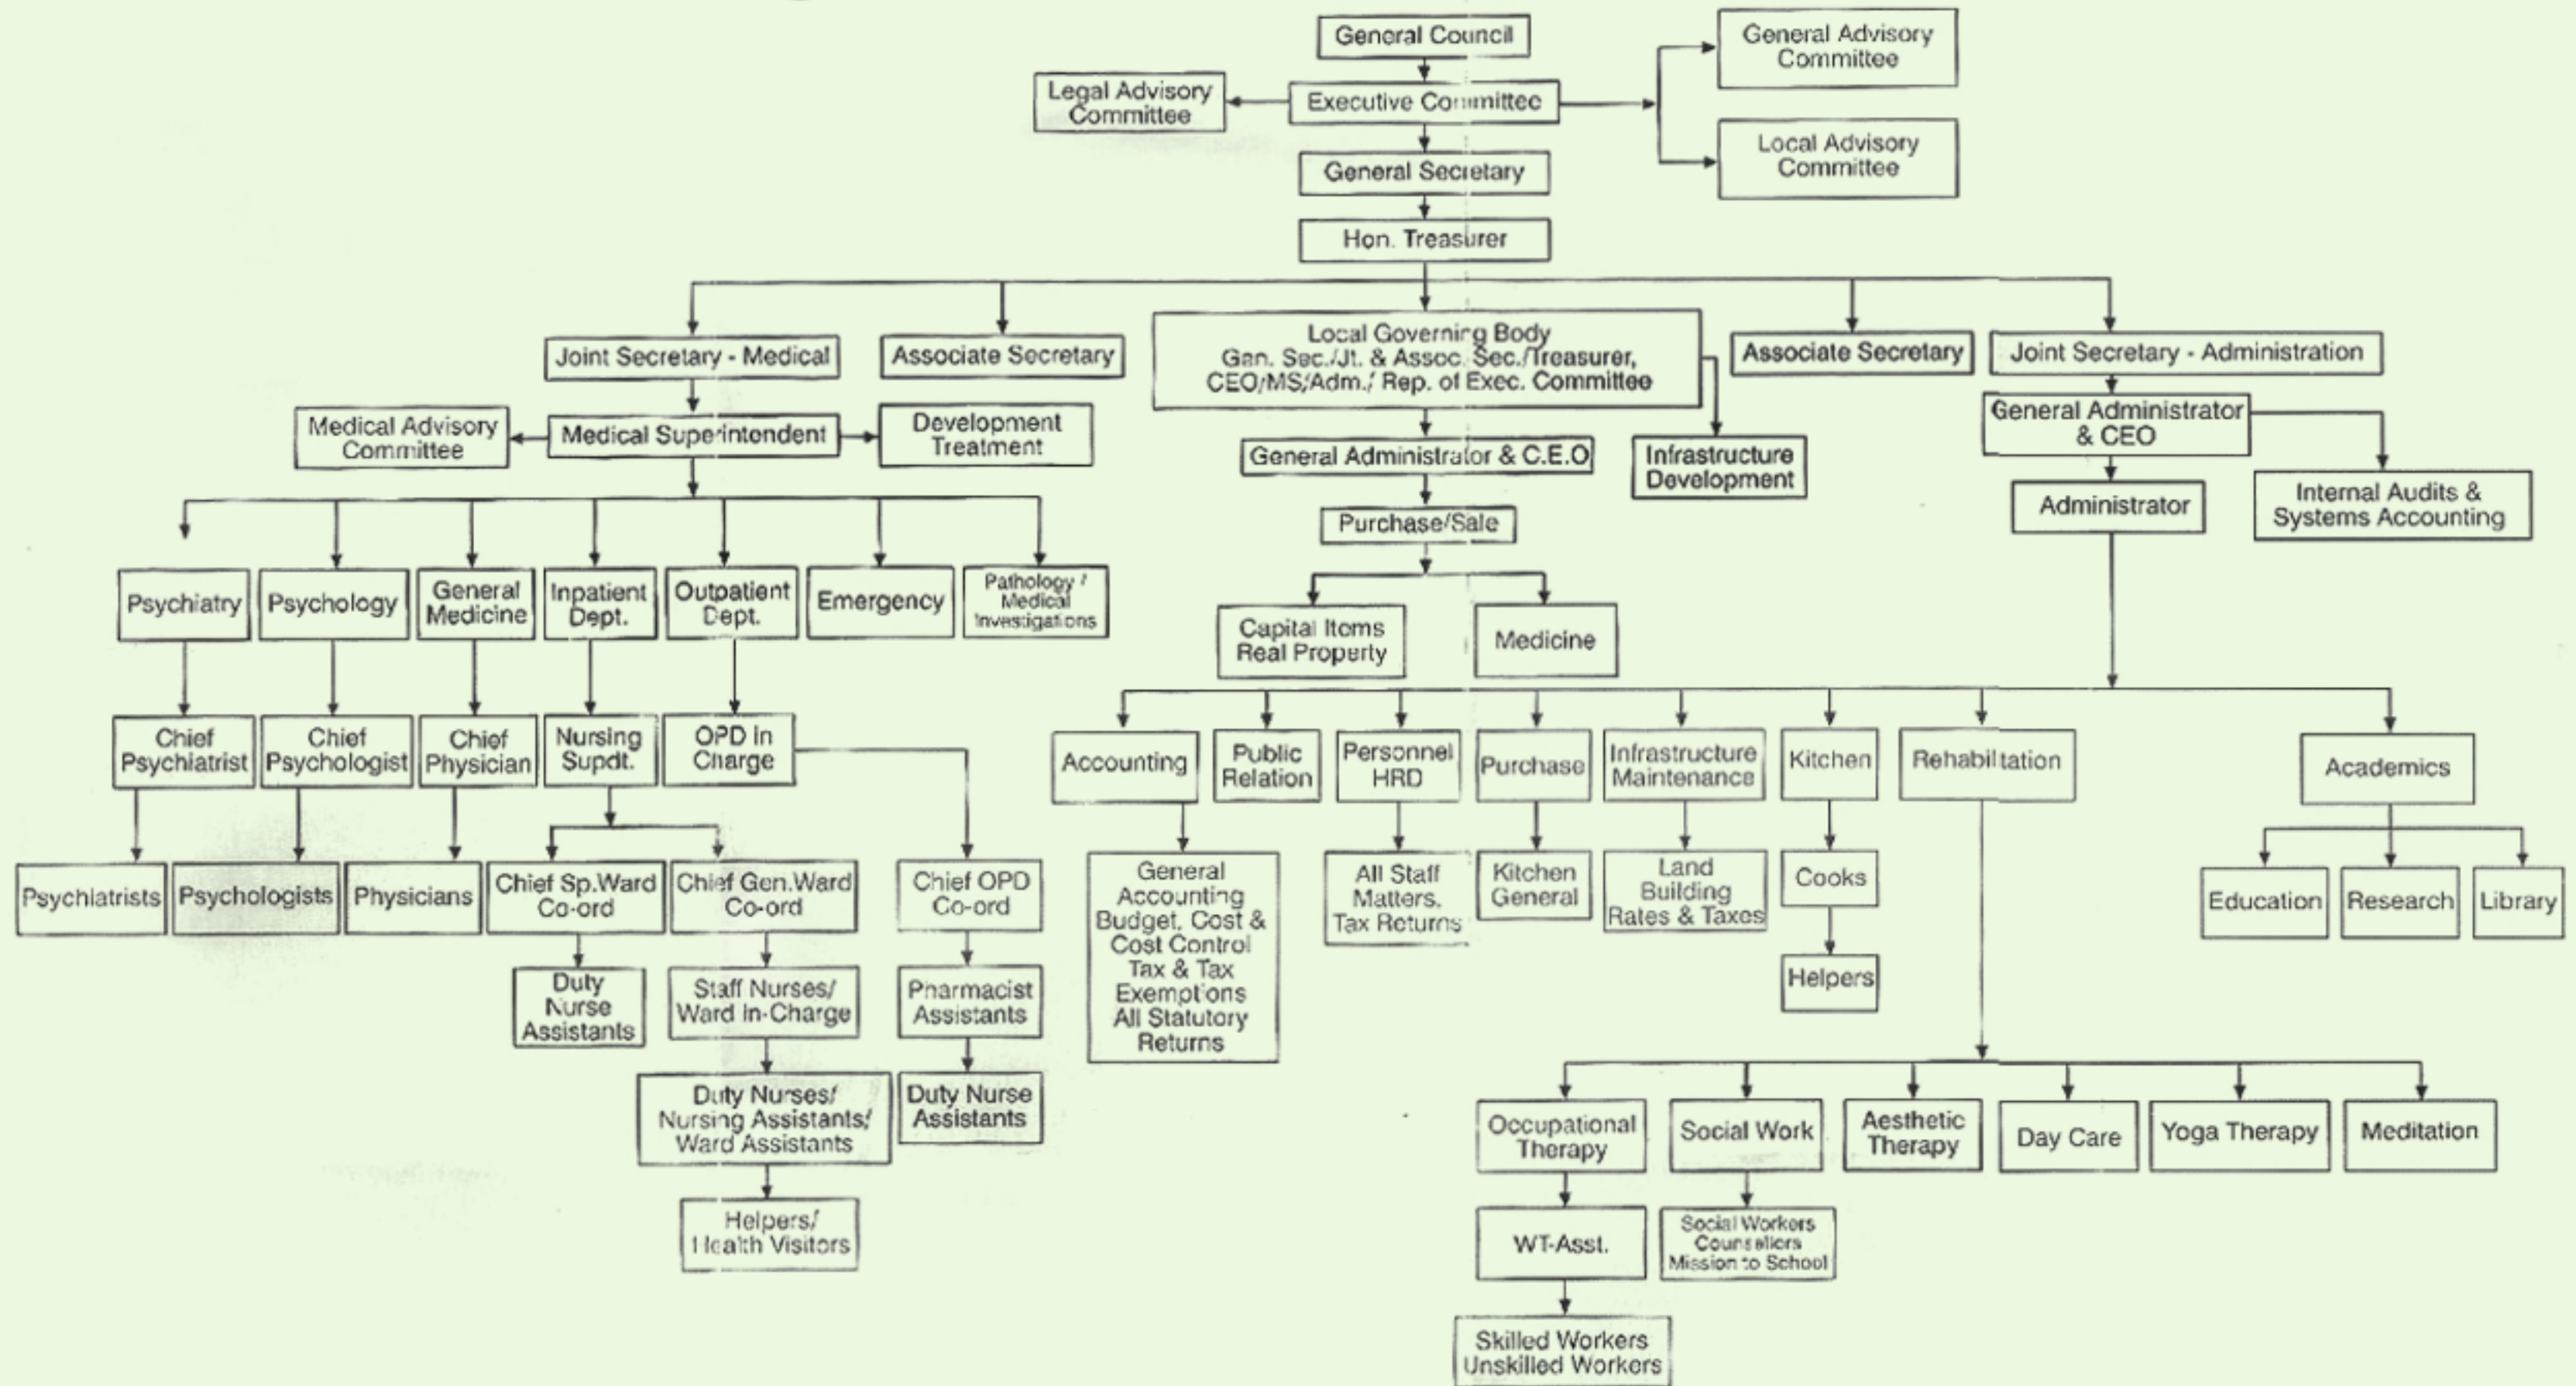 General Council
General Advisory
Committee
Legal Advisory
Committee
Executive Committee
Local Advisory
Committee
General Secretary
Hon. Treasurer
Joint Secretary - Medical
Associate Secretary
Local Governing Body
Gen. Sec./Jt. & Assoc. Sec./Treasurer,
CEO/MS/Adm./ Rep. of Exec. Committee
Associate Secretary
Joint Secretary - Administration
Medical Advisory
Committee
Medical Superintendent
Development
Treatment
General Administrator & C.E.O
Infrastructure
Development
General Administrator
& CEO
Purchase/Sale
Administrator
Internal Audits &
Systems Accounting
Psychiatry
Psychology
General
Medicine
Inpatient
Dept.
Outpatient
Dept.
Emergency
Pathology /
Medical
Investigations
Capital Items
Real Property
Medicine
Chief
Psychiatrist
Chief
Psychologist
Chief
Physician
Nursing
Supdt.
OPD in
Charge
Accounting
Public
Relation
Personnel
HRD
Purchase
Infrastructure
Maintenance
Kitchen
Rehabilitation
Academics
Psychiatrists
Psychologists
Physicians
Chief Sp.Ward
Co-ord
Chief Gen.Ward
Co-ord
Chief OPD
Co-ord
General
Accounting
Budget, Cost &
Cost Control
Tax & Tax
Exemptions
All Statutory
Returns
All Staff
Matters.
Tax Returns
Kitchen
General
Land
Building
Rates & Taxes
Cooks
Education
Research
Library
Duty
Nurse
Assistants
Staff Nurses/
Ward In-Charge
Pharmacist
Assistants
Helpers
Duty Nurses/
Nursing Assistants/
Ward Assistants
Duty Nurse
Assistants
Occupational
Therapy
Social Work
Aesthetic
Therapy
Day Care
Yoga Therapy
Meditation
Helpers/
Health Visitors
WT-Asst.
Social Workers
Counsellors
Mission to School
Skilled Workers
Unskilled Workers